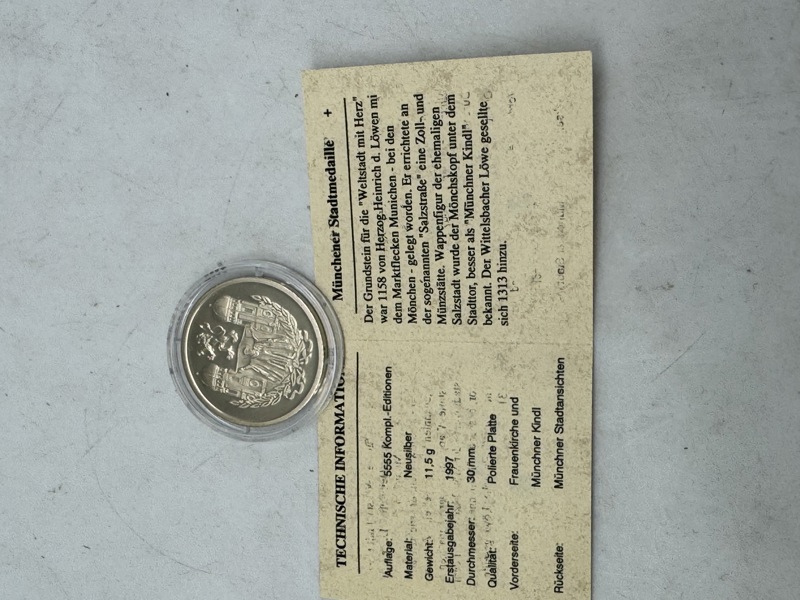 Münchener Stadtmedaille +
Der Grundstein für die "Weltstadt mit Herz"
war 1158 von Herzog Heinrich d. Löwen mi
dem Marktflecken Munichen - bei den
Mönchen - gelegt worden. Er errichtete an
der sogenannten "Salzstraße" eine Zoll- und
Münzstätte. Wappenfigur der ehemaligen
Salzstadt wurde der Mönchskopf unter dem
Stadttor, besser als "Münchner Kindl"
bekannt. Der Wittelsbacher Löwe gesellte
sich 1313 hinzu.
TECHNISCHE INFORMATION
Auflage: 5555 Kompl.-Editionen
Material: Neusilber
Gewicht: 11,5 g
Erstausgabejahr: 1997
Durchmesser: 30 mm
Qualität: Polierte Platte
Vorderseite: Frauenkirche und
Münchner Kindl
Rückseite: Münchner Stadtansichten